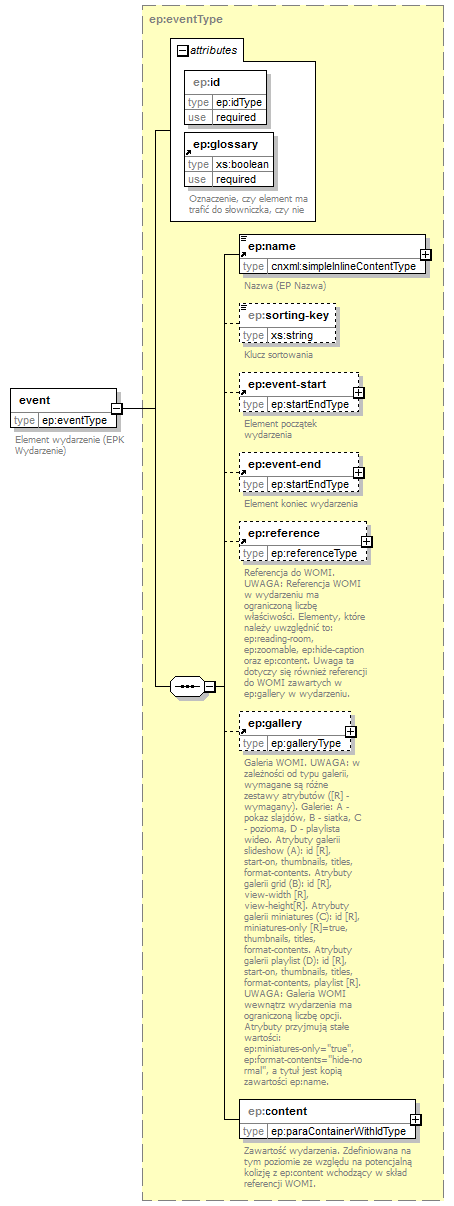 ep:eventType
attributes
ep:id
type ep:idType
use required
ep:glossary
type xs:boolean
use required
Oznaczenie, czy element ma
trafić do słowniczka, czy nie
ep:name
type cnxml:simpleInlineContentType
Nazwa (EP Nazwa)
ep:sorting-key
type xs:string
Klucz sortowania
event
type ep:eventType
Element wydarzenie (EPK
Wydarzenie)
ep:event-start
type ep:startEndType
Element początek
wydarzenia
ep:event-end
type ep:startEndType
Element koniec wydarzenia
ep:reference
type ep:referenceType
Referencja do WOMI.
UWAGA: Referencja WOMI
w wydarzeniu ma
ograniczoną liczbę
właściwości. Elementy, które
należy uwzględnić to:
ep:reading-room,
ep:zoomable, ep:hide-caption
oraz ep:content. Uwaga ta
dotyczy się również referencji
do WOMI zawartych w
ep:gallery w wydarzeniu.
ep:gallery
type ep:galleryType
Galeria WOMI. UWAGA: w
zależności od typu galerii,
wymagane są różne
zestawy atrybutów ([R] -
wymagany). Galerie: A -
pokaz slajdów, B - siatka, C
- pozioma, D - playlista
wideo. Atrybuty galerii
slideshow (A): id [R],
start-on, thumbnails, titles,
format-contents. Atrybuty
galerii grid (B): id [R],
view-width [R],
view-height[R]. Atrybuty
galerii miniatures (C): id [R],
miniatures-only [R]=true,
thumbnails, titles,
format-contents. Atrybuty
galerii playlist (D): id [R],
start-on, thumbnails, titles,
format-contents, playlist [R].
UWAGA: Galeria WOMI
wewnątrz wydarzenia ma
ograniczoną liczbę opcji.
Atrybuty przyjmują stałe
wartości:
ep:miniatures-only="true",
ep:format-contents="hide-no
rmal", a tytuł jest kopią
zawartości ep:name.
ep:content
type ep:paraContainerWithIdType
Zawartość wydarzenia. Zdefiniowana na
tym poziomie ze względu na potencjalną
kolizję z ep:content wchodzący w skład
referencji WOMI.